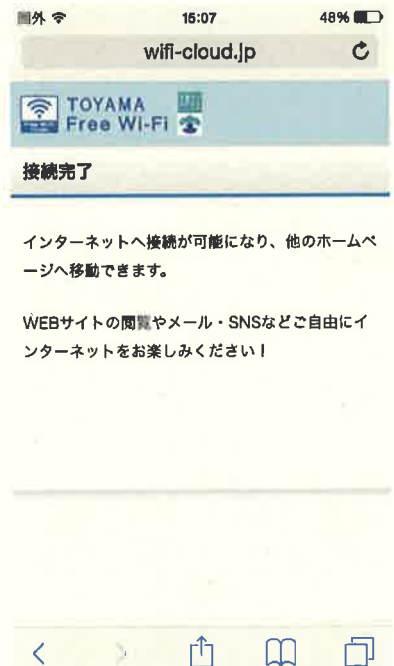 圏外 15:07 48%
wifi-cloud.jp
TOYAMA
Free Wi-Fi
接続完了
インターネットへ接続が可能になり、他のホームペ
ージへ移動できます。
WEBサイトの閲覧やメール・SNSなどご自由にイ
ンターネットをお楽しみください！